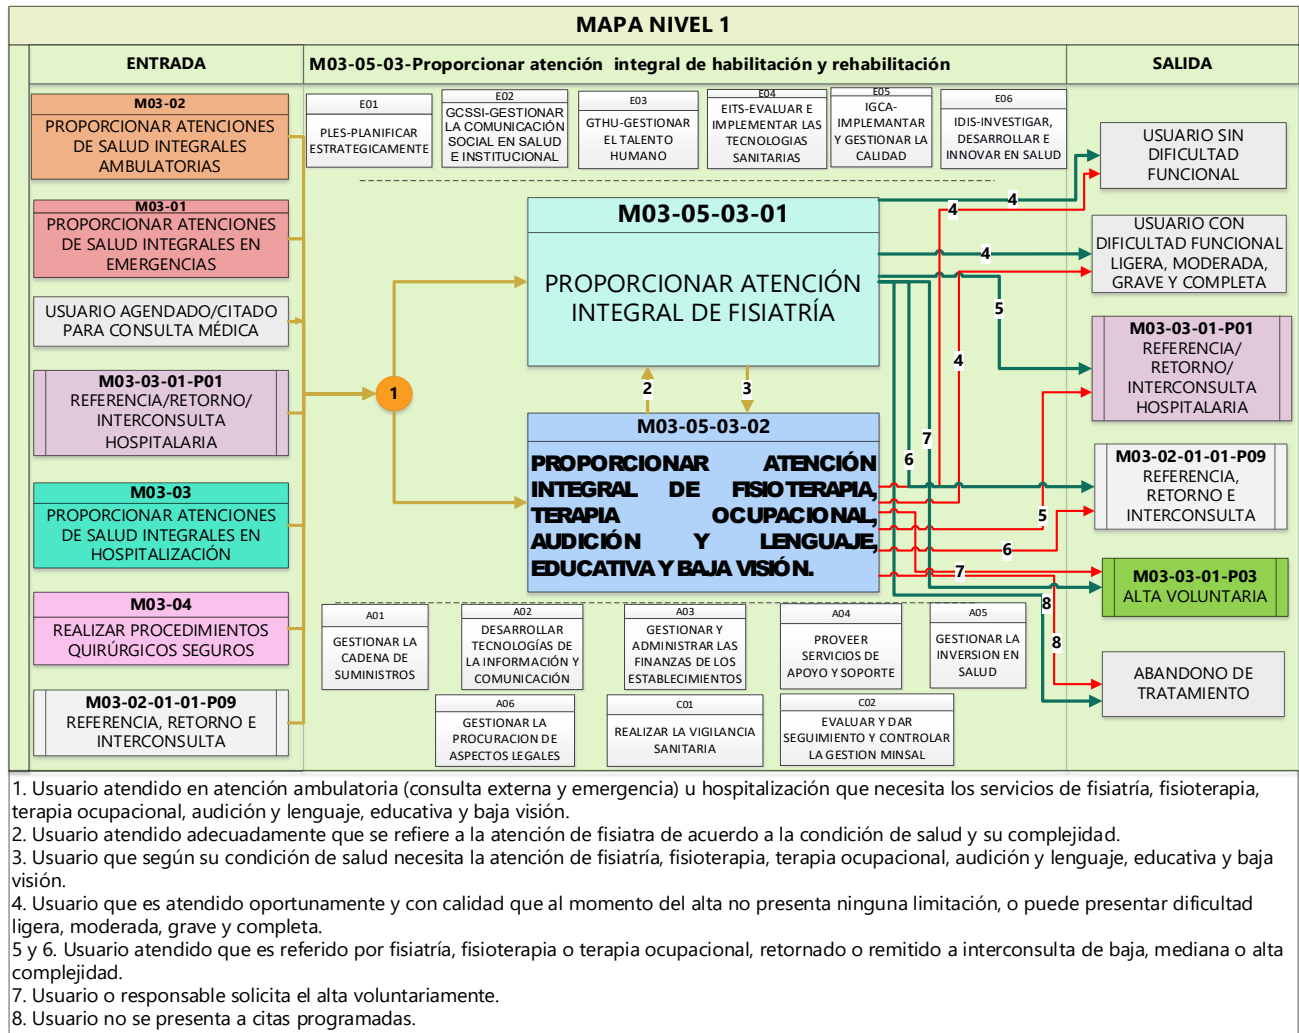 MAPA NIVEL 1
ENTRADA
M03-05-03-Proporcionar atención integral de habilitación y rehabilitación
SALIDA
M03-02
PROPORCIONAR ATENCIONES
DE SALUD INTEGRALES
AMBULATORIAS
M03-01
PROPORCIONAR ATENCIONES
DE SALUD INTEGRALES EN
EMERGENCIAS
USUARIO AGENDADO/CITADO
PARA CONSULTA MÉDICA
M03-03-01-P01
REFERENCIA/RETORNO/
INTERCONSULTA
HOSPITALARIA
M03-03
PROPORCIONAR ATENCIONES
DE SALUD INTEGRALES EN
HOSPITALIZACIÓN
M03-04
REALIZAR PROCEDIMIENTOS
QUIRÚRGICOS SEGUROS
M03-02-01-01-P09
REFERENCIA, RETORNO E
INTERCONSULTA
E01
PLES-PLANIFICAR
ESTRATEGICAMENTE
E02
GCSSI-GESTIONAR
LA COMUNICACIÓN
SOCIAL EN SALUD
E INSTITUCIONAL
E03
GTHU-GESTIONAR
EL TALENTO
HUMANO
E04
EITS-EVALUAR E
IMPLEMENTAR LAS
TECNOLOGIAS
SANITARIAS
E05
IGCA-
IMPLEMANTAR
Y GESTIONAR LA
CALIDAD
E06
IDIS-INVESTIGAR,
DESARROLLAR E
INNOVAR EN SALUD
1
M03-05-03-01
PROPORCIONAR ATENCIÓN
INTEGRAL DE FISIATRÍA
2
3
M03-05-03-02
PROPORCIONAR ATENCIÓN
INTEGRAL DE FISIOTERAPIA,
TERAPIA OCUPACIONAL,
AUDICIÓN Y LENGUAJE,
EDUCATIVA Y BAJA VISIÓN.
4
4
4
5
4
7
6
5
6
7
8
8
A01
GESTIONAR LA
CADENA DE
SUMINISTROS
A02
DESARROLLAR
TECNOLOGÍAS DE
LA INFORMACIÓN Y
COMUNICACIÓN
A03
GESTIONAR Y
ADMINISTRAR LAS
FINANZAS DE LOS
ESTABLECIMIENTOS
A04
PROVEER
SERVICIOS DE
APOYO Y SOPORTE
A05
GESTIONAR LA
INVERSION EN
SALUD
A06
GESTIONAR LA
PROCURACION DE
ASPECTOS LEGALES
C01
REALIZAR LA VIGILANCIA
SANITARIA
C02
EVALUAR Y DAR
SEGUIMIENTO Y CONTROLAR
LA GESTION MINSAL
USUARIO SIN
DIFICULTAD
FUNCIONAL
USUARIO CON
DIFICULTAD FUNCIONAL
LIGERA, MODERADA,
GRAVE Y COMPLETA
M03-03-01-P01
REFERENCIA/
RETORNO/
INTERCONSULTA
HOSPITALARIA
M03-02-01-01-P09
REFERENCIA,
RETORNO E
INTERCONSULTA
M03-03-01-P03
ALTA VOLUNTARIA
ABANDONO DE
TRATAMIENTO
1. Usuario atendido en atención ambulatoria (consulta externa y emergencia) u hospitalización que necesita los servicios de fisiatría, fisioterapia,
terapia ocupacional, audición y lenguaje, educativa y baja visión.
2. Usuario atendido adecuadamente que se refiere a la atención de fisiatra de acuerdo a la condición de salud y su complejidad.
3. Usuario que según su condición de salud necesita la atención de fisiatría, fisioterapia, terapia ocupacional, audición y lenguaje, educativa y baja
visión.
4. Usuario que es atendido oportunamente y con calidad que al momento del alta no presenta ninguna limitación, o puede presentar dificultad
ligera, moderada, grave y completa.
5 y 6. Usuario atendido que es referido por fisiatría, fisioterapia o terapia ocupacional, retornado o remitido a interconsulta de baja, mediana o alta
complejidad.
7. Usuario o responsable solicita el alta voluntariamente.
8. Usuario no se presenta a citas programadas.